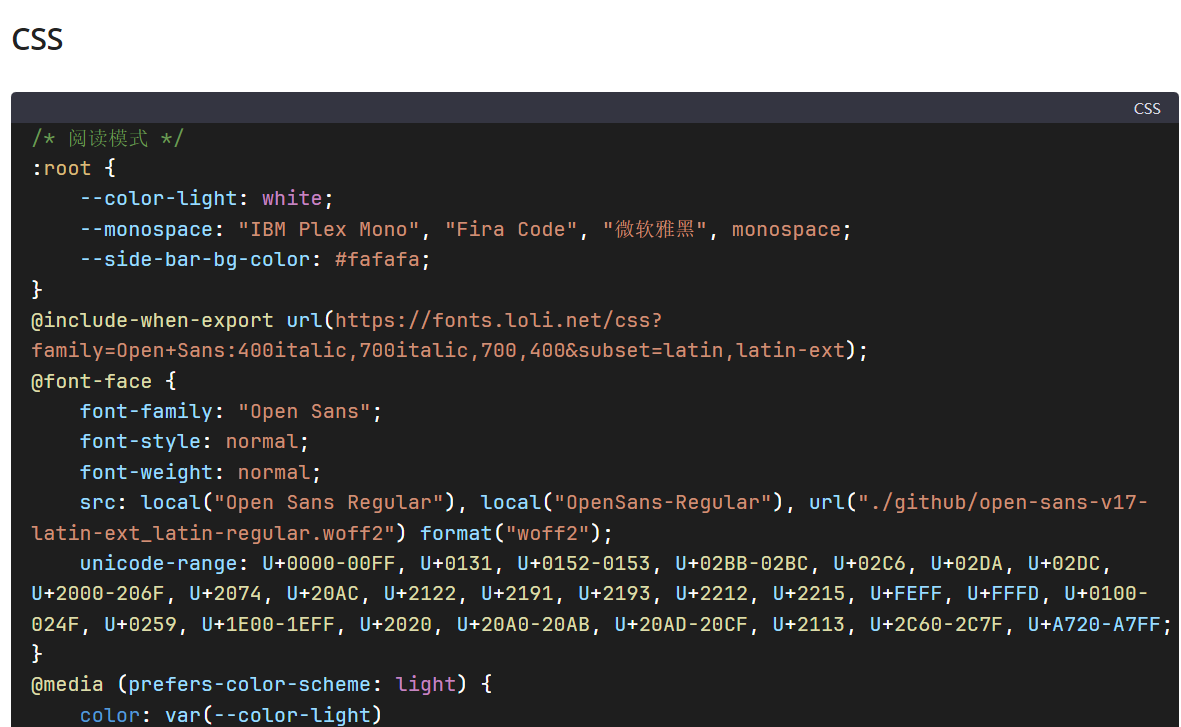 CSS
CSS
/* 阅读模式 */
:root {
    --color-light: white;
    --monospace: "IBM Plex Mono", "Fira Code", "微软雅黑", monospace;
    --side-bar-bg-color: #fafafa;
}
@include-when-export url(https://fonts.loli.net/css?
family=Open+Sans:400italic,700italic,700,400&subset=latin,latin-ext);
@font-face {
    font-family: "Open Sans";
    font-style: normal;
    font-weight: normal;
    src: local("Open Sans Regular"), local("OpenSans-Regular"), url("./github/open-sans-v17-
latin-ext_latin-regular.woff2") format("woff2");
    unicode-range: U+0000-00FF, U+0131, U+0152-0153, U+02BB-02BC, U+02C6, U+02DA, U+02DC,
U+2000-206F, U+2074, U+20AC, U+2122, U+2191, U+2193, U+2212, U+2215, U+FEFF, U+FFFD, U+0100-
024F, U+0259, U+1E00-1EFF, U+2020, U+20A0-20AB, U+20AD-20CF, U+2113, U+2C60-2C7F, U+A720-A7FF;
}
@media (prefers-color-scheme: light) {
    color: var(--color-light)